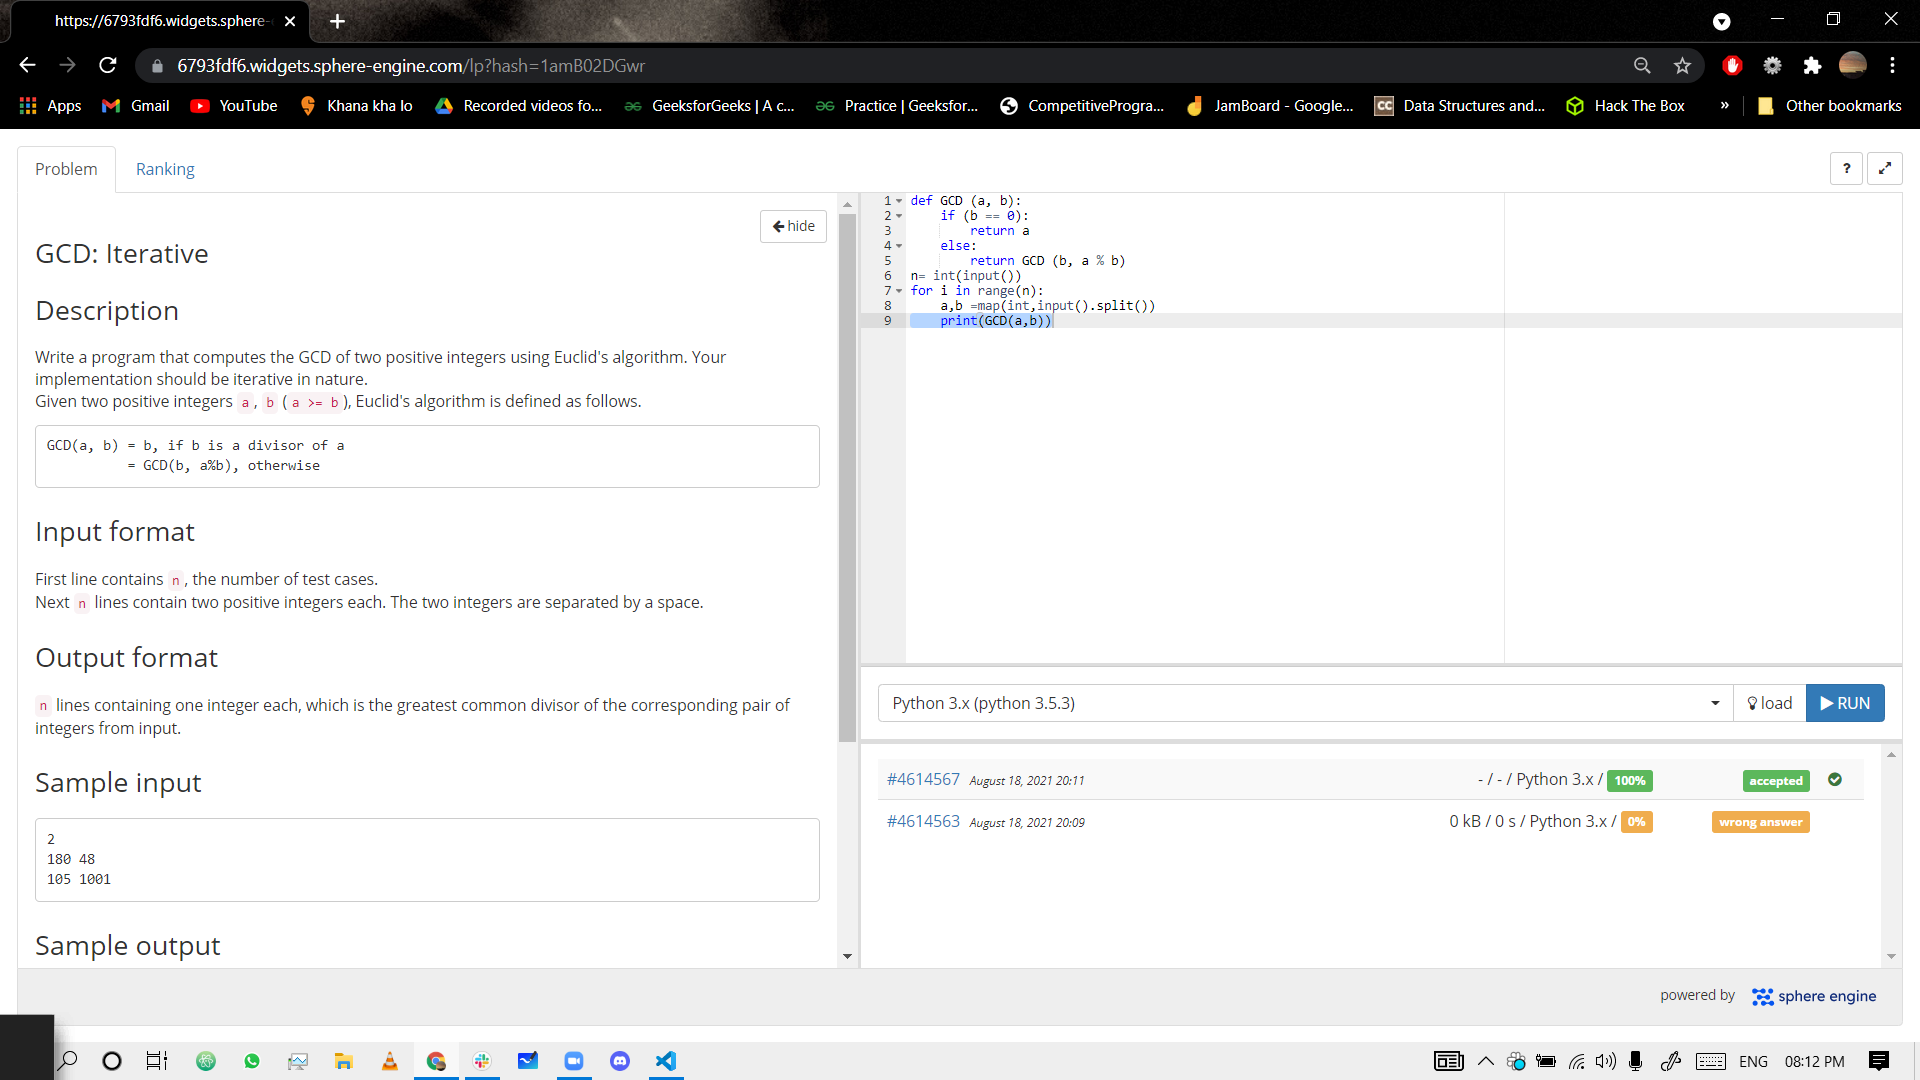 https://6793fdf6.widgets.sphere-
6793fdf6.widgets.sphere-engine.com/lp?hash=1amB02DGwr
Apps Gmail YouTube Khana kha lo Recorded videos fo... GeeksforGeeks | A c... Practice | Geeksfor... CompetitiveProgra  m... JamBoard - Google... CC Data Structures and... Hack The Box » Other bookmarks
Problem Ranking ?
hide
GCD: Iterative
Description
Write a program that computes the GCD of two positive integers using Euclid's algorithm. Your
implementation should be iterative in nature.
Given two positive integers a, b ( a >= b ), Euclid's algorithm is defined as follows.
GCD(a, b) = b, if b is a divisor of a
= GCD(b, a%b), otherwise
Input format
First line contains n, the number of test cases.
Next n lines contain two positive integers each. The two integers are separated by a space.
Output format
n lines containing one integer each, which is the greatest common divisor of the corresponding pair of
integers from input.
Sample input
2
180 48
105 1001
Sample output
1 def GCD (a, b):
2 if (b == 0):
3 return a
4 else:
5 return GCD (b, a % b)
6 n= int(input())
7 for i in range(n):
8 a,b =map(int,input().split())
9 print(GCD(a,b))
Python 3.x (python 3.5.3) load RUN
#4614567 August 18, 2021 20:11 - / - / Python 3.x / 100% accepted
#4614563 August 18, 2021 20:09 0 kB / 0 s / Python 3.x / 0% wrong answer
powered by sphere engine
ENG 08:12 PM